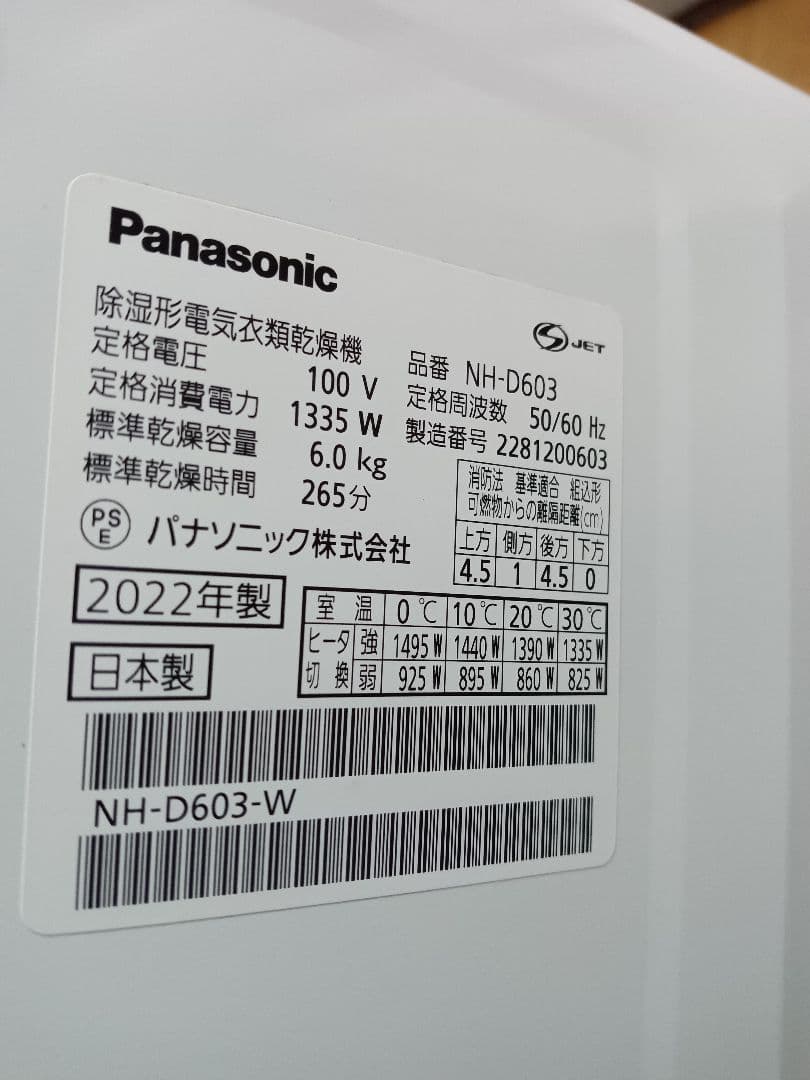 Panasonic
JET
除湿形電気衣類乾燥機
品番 NH-D603
定格電圧 100 V
定格周波数 50/60 Hz
定格消費電力 1335 W
製造番号 2281200603
標準乾燥容量 6.0 kg
標準乾燥時間 265分
消防法 基準適合 組込形
可燃物からの離隔距離(cm)
上方 側方 後方 下方
4.5 1 4.5 0
PS
E
パナソニック株式会社
2022年製
日本製
室温 0℃ 10℃ 20℃ 30℃
ヒータ 強 1495 W 1440 W 1390 W 1335 W
切換 弱 925 W 895 W 860 W 825 W
NH-D603-W